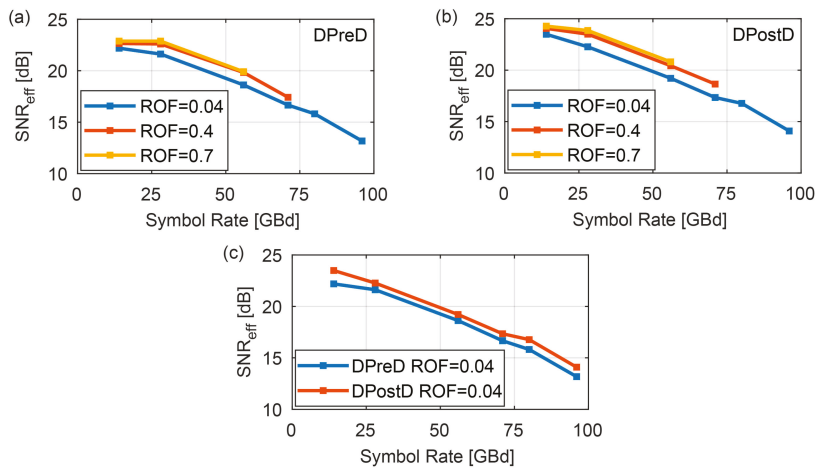 (a)
25
20
15
10
SNR_eff [dB]
DPreD
ROF=0.04
ROF=0.4
ROF=0.7
0 25 50 75 100
Symbol Rate [GBd]
(b)
25
20
15
10
SNR_eff [dB]
DPostD
ROF=0.04
ROF=0.4
ROF=0.7
0 25 50 75 100
Symbol Rate [GBd]
(c)
25
20
15
10
SNR_eff [dB]
DPreD ROF=0.04
DPostD ROF=0.04
0 25 50 75 100
Symbol Rate [GBd]